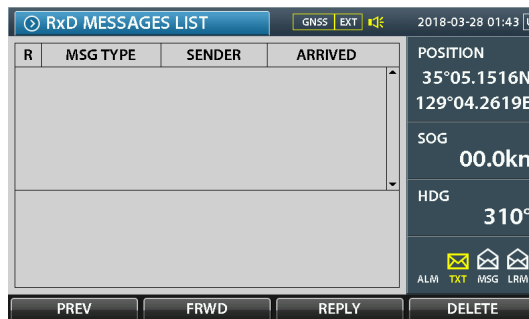 RxD MESSAGES LIST
GNSS EXT
2018-03-28 01:43
R MSG TYPE SENDER ARRIVED
POSITION
35°05.1516N
129°04.2619E
SOG
00.0kn
HDG
310°
ALM TXT MSG LRM
PREV FRWD REPLY DELETE